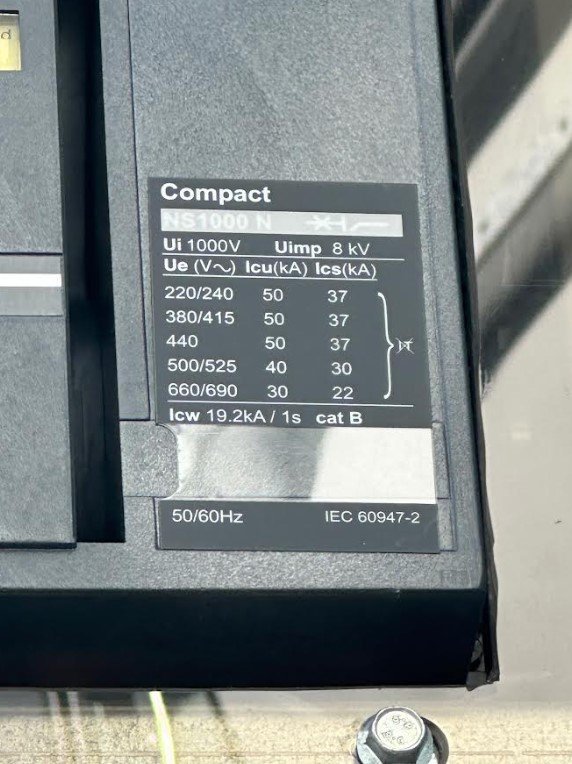 Compact
NS1000 N
Ui 1000V Uimp 8 kV
Ue (V~) Icu(kA) Ics(kA)
220/240 50 37
380/415 50 37
440 50 37
500/525 40 30
660/690 30 22
Icw 19.2kA / 1s cat B
50/60Hz IEC 60947-2